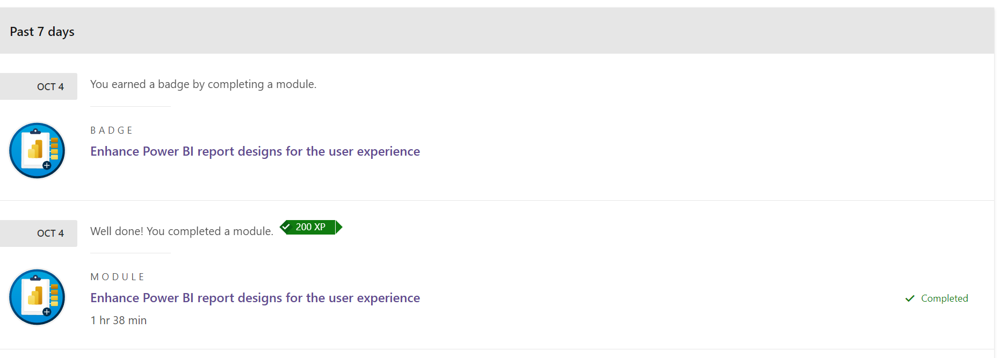 Past 7 days
OCT 4
You earned a badge by completing a module.
BADGE
Enhance Power BI report designs for the user experience
OCT 4
Well done! You completed a module.
200 XP
MODULE
Enhance Power BI report designs for the user experience
Completed
1 hr 38 min